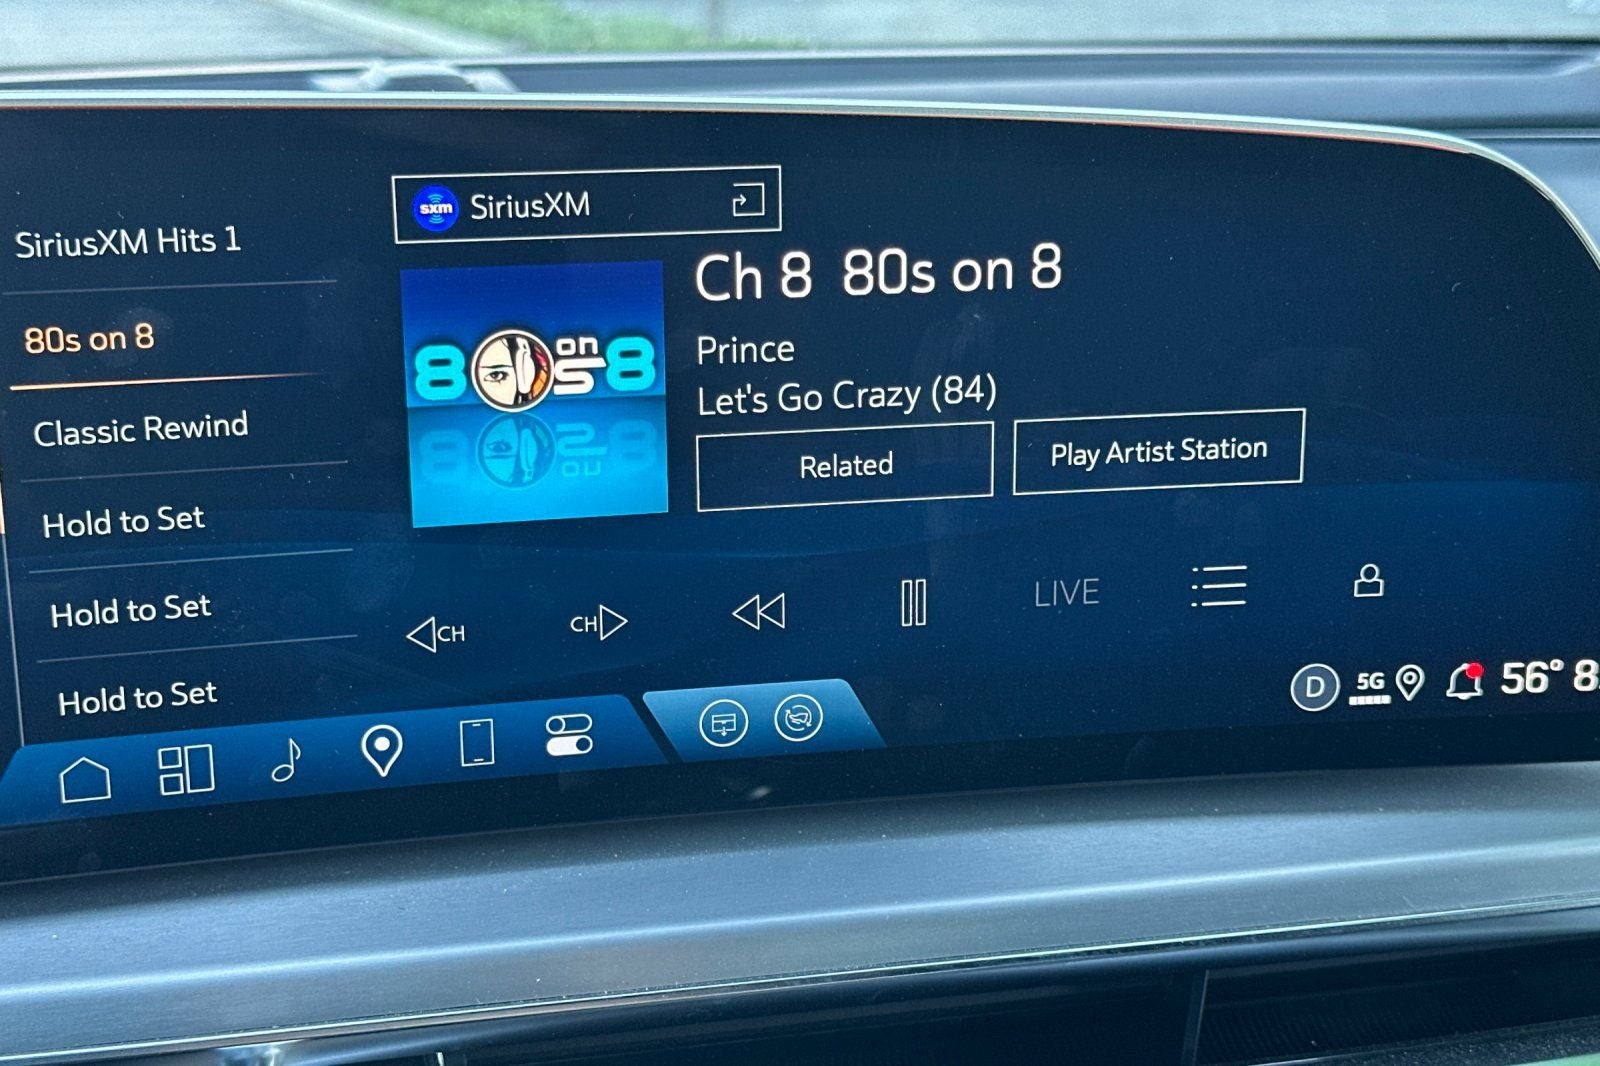 SiriusXM Hits 1
80s on 8
Classic Rewind
Hold to Set
Hold to Set
Hold to Set
sxm SiriusXM
80s on 8
Ch 8 80s on 8
Prince
Let's Go Crazy (84)
Related
Play Artist Station
CH
CH
LIVE
D 5G 56° 8